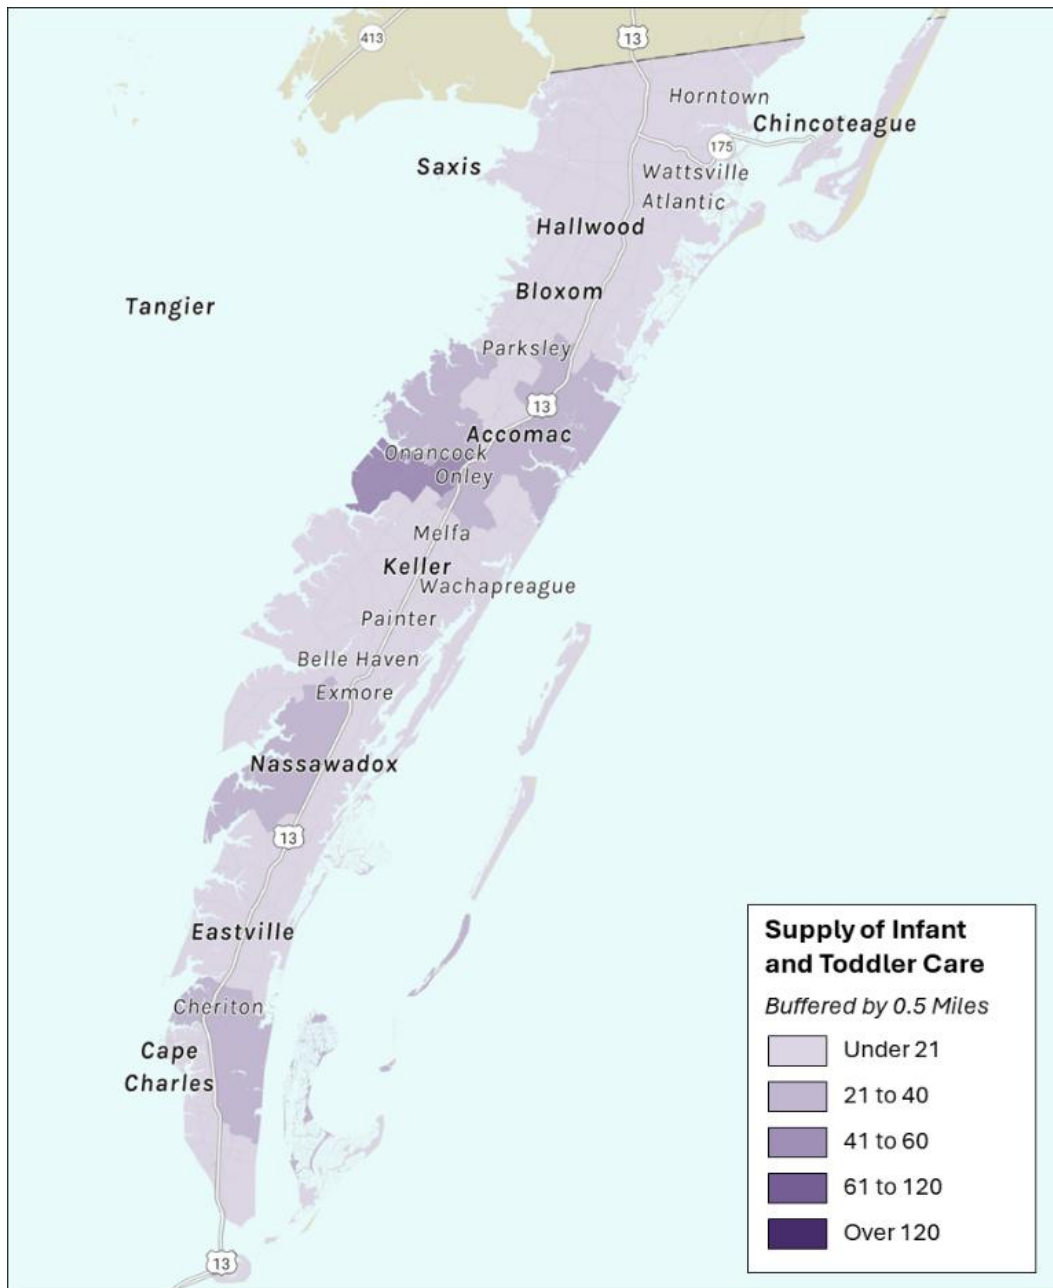 413
13
Horntown
Chincoteague
175
Saxis
Wattsville
Atlantic
Hallwood
Bloxom
Tangier
Parksley
13
Accomac
Onancock
Onley
Melfa
Keller
Wachapreague
Painter
Belle Haven
Exmore
Nassawadox
13
Eastville
Cheriton
Cape
Charles
13
Supply of Infant
and Toddler Care
Buffered by 0.5 Miles
Under 21
21 to 40
41 to 60
61 to 120
Over 120